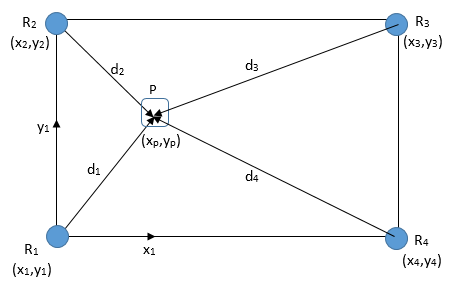 R₂
(x₂,y₂)
R₃
(x₃,y₃)
d₂
d₃
P
(xₚ,yₚ)
y₁
d₁
d₄
R₁
(x₁,y₁)
x₁
R₄
(x₄,y₄)